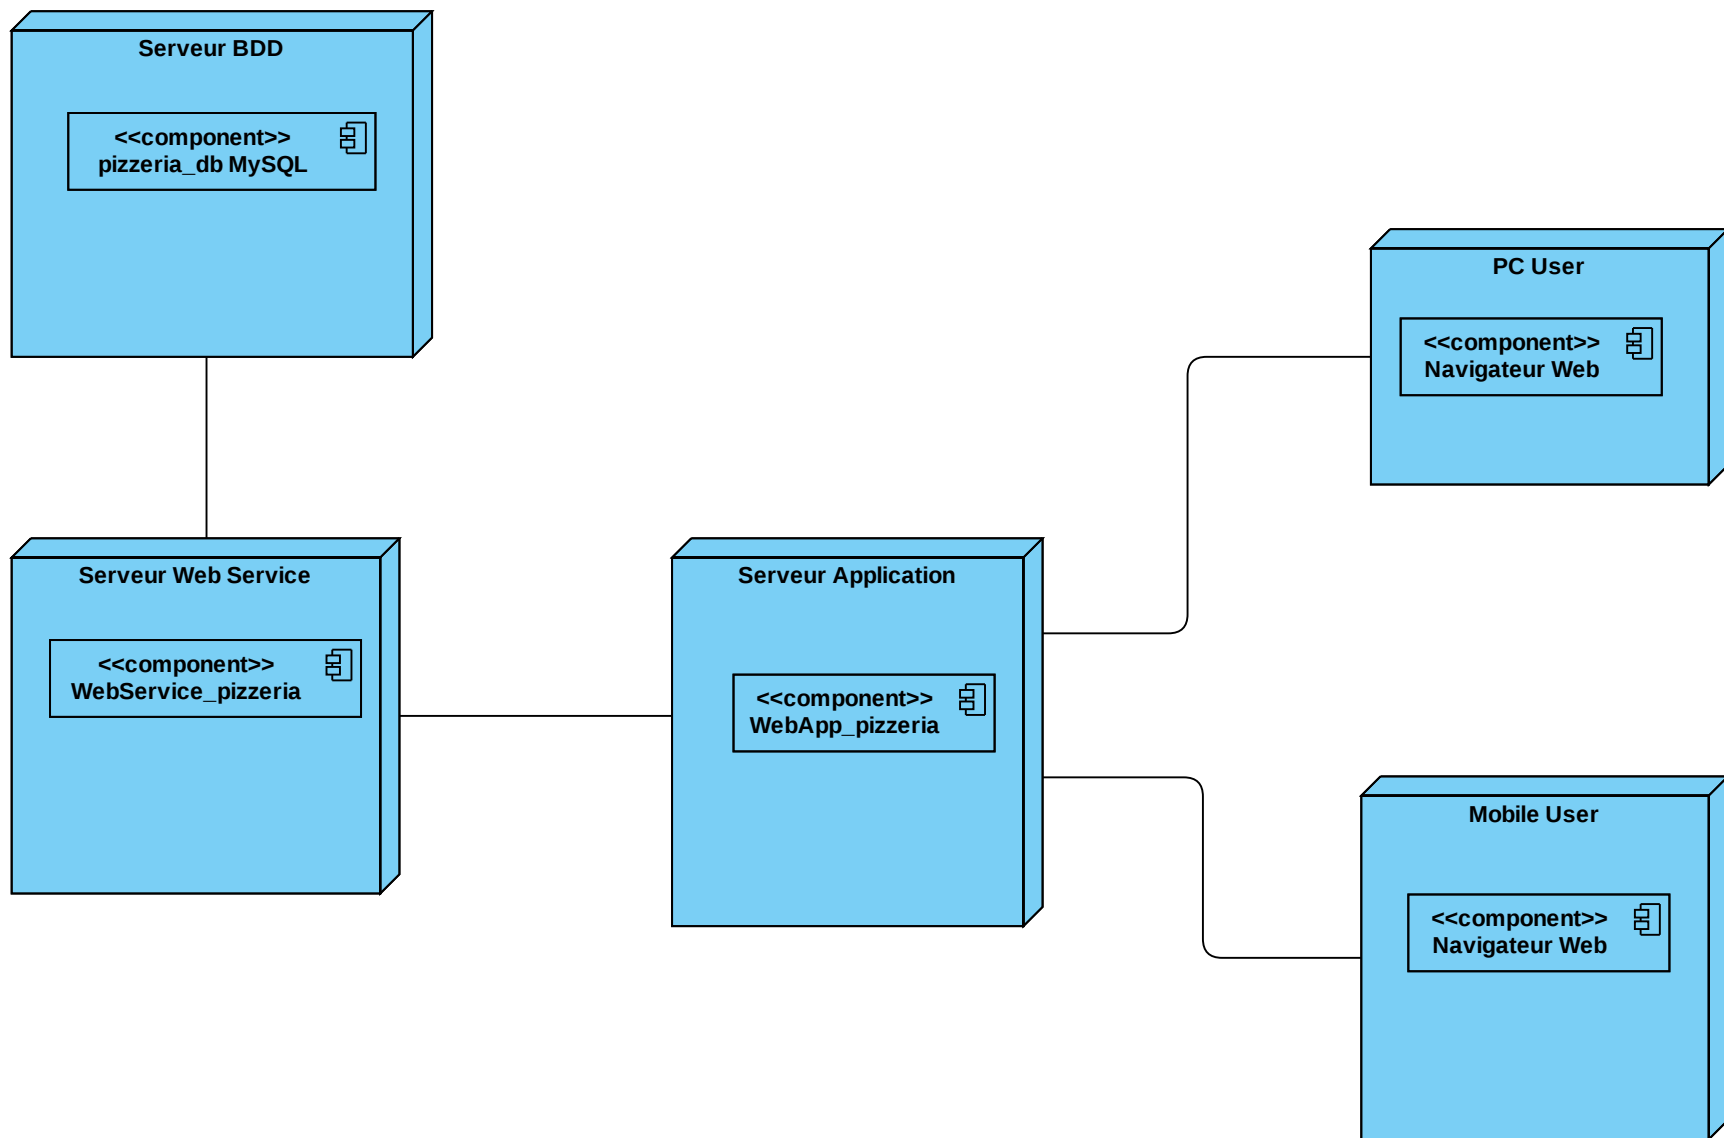 Serveur BDD
<<component>>
pizzeria_db MySQL
PC User
<<component>>
Navigateur Web
Serveur Web Service
<<component>>
WebService_pizzeria
Serveur Application
<<component>>
WebApp_pizzeria
Mobile User
<<component>>
Navigateur Web